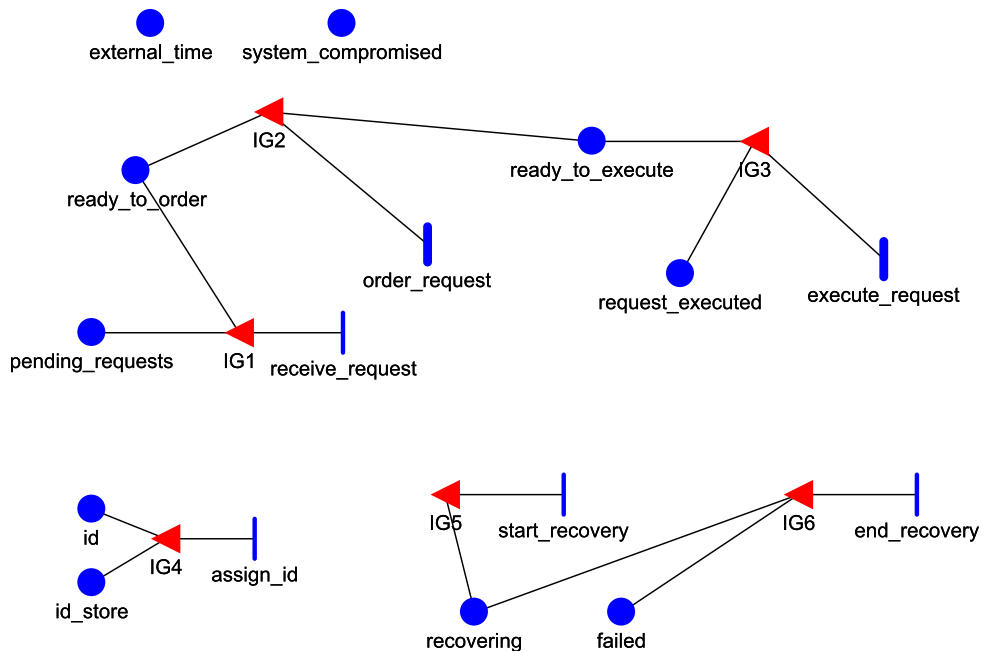 external_time
system_compromised
IG2
ready_to_execute
IG3
ready_to_order
order_request
request_executed
execute_request
pending_requests
IG1
receive_request
id
IG4
assign_id
id_store
IG5
start_recovery
IG6
end_recovery
recovering
failed